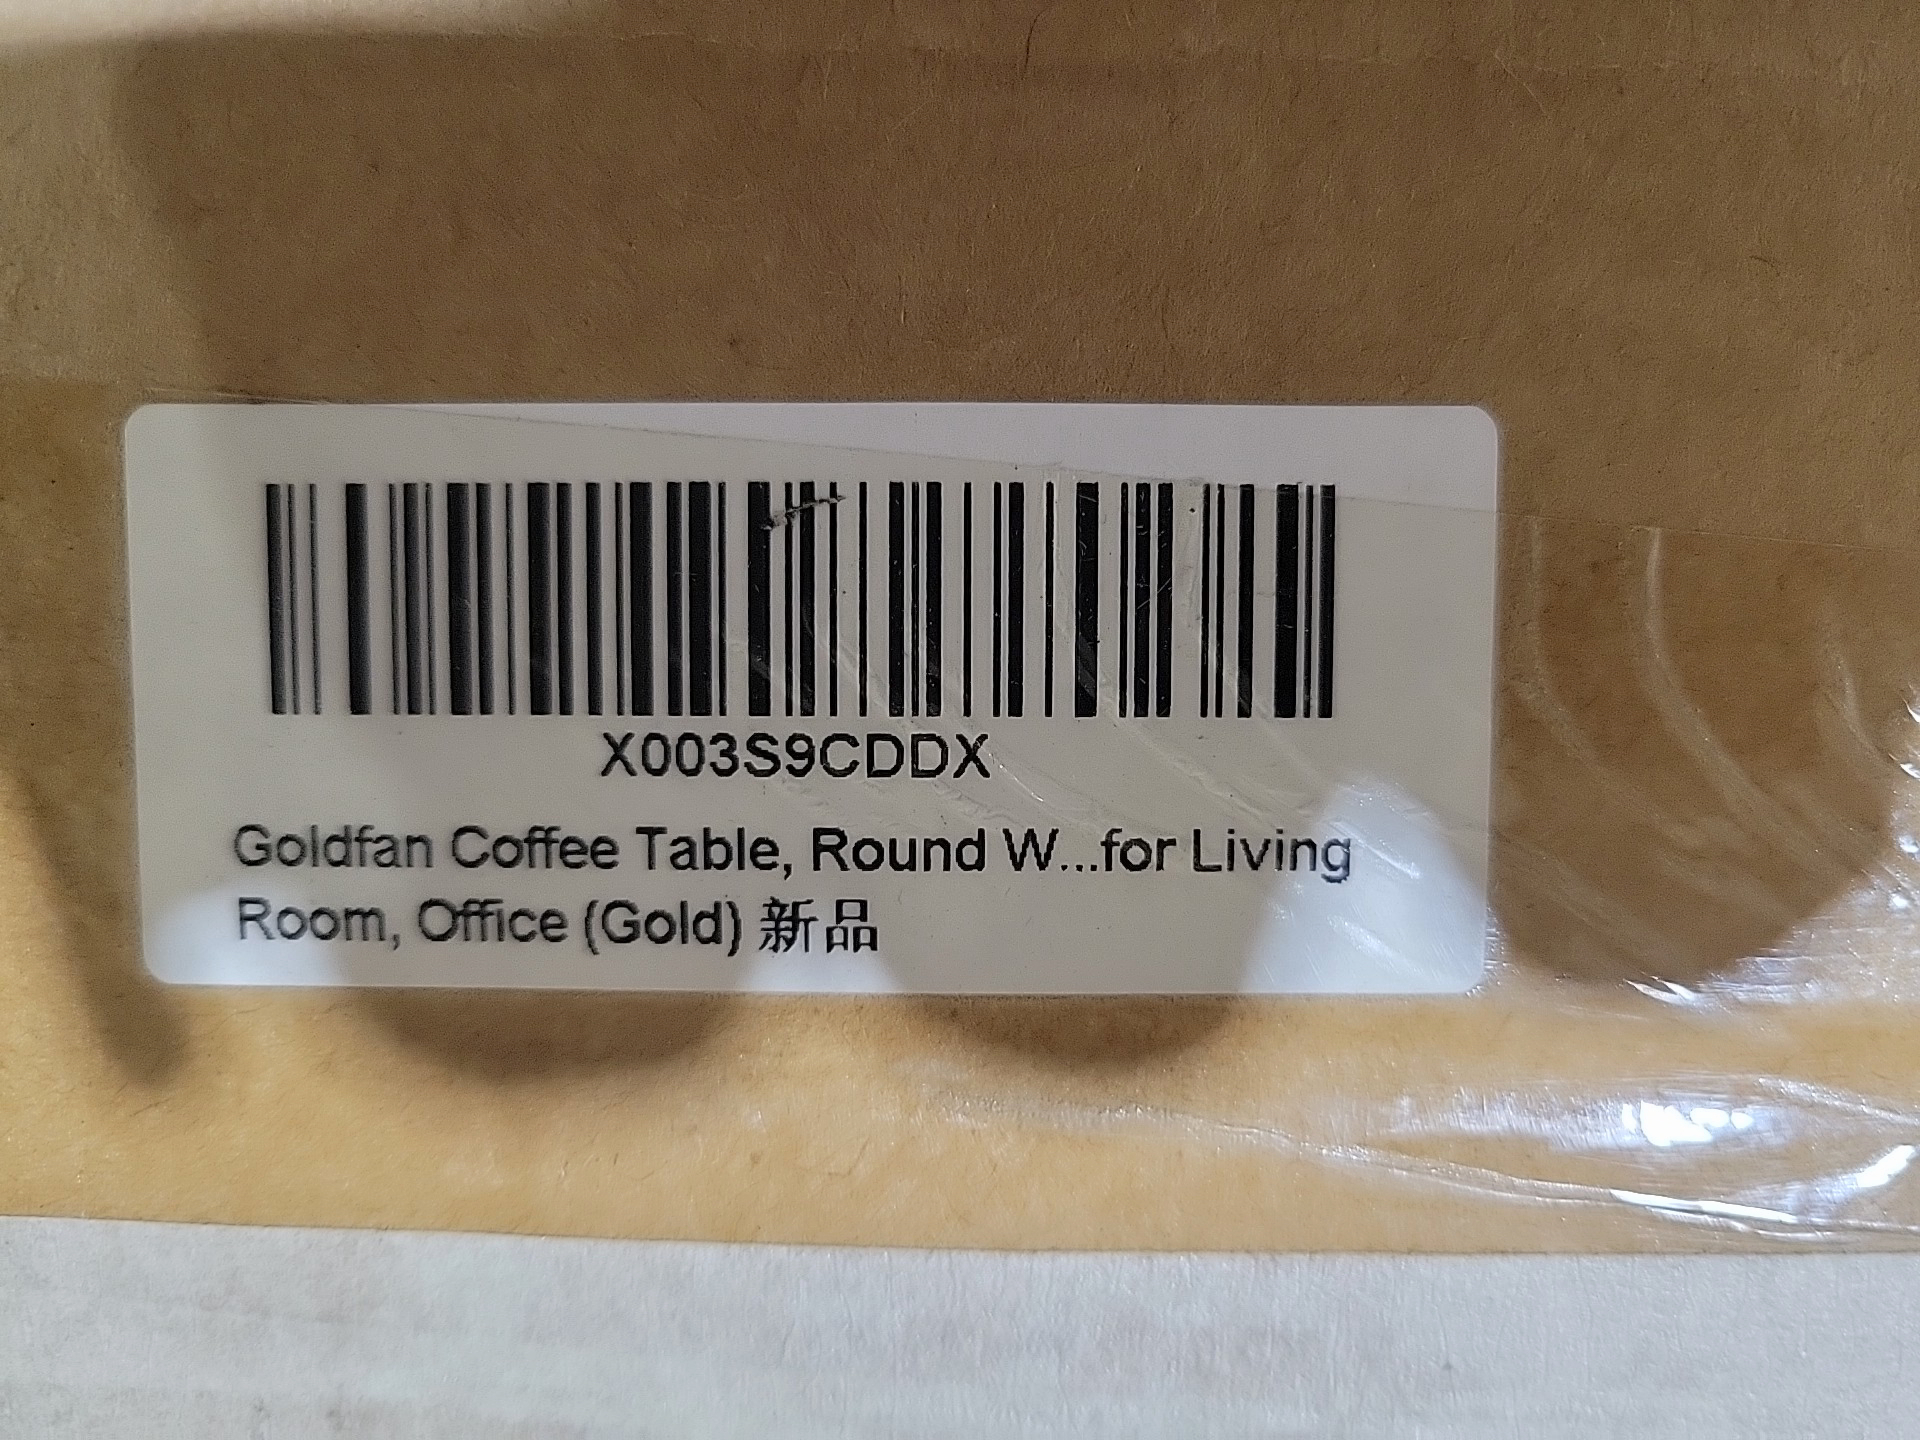 X003S9CDDX
Goldfan Coffee Table, Round W...for Living
Room, Office (Gold) 新品